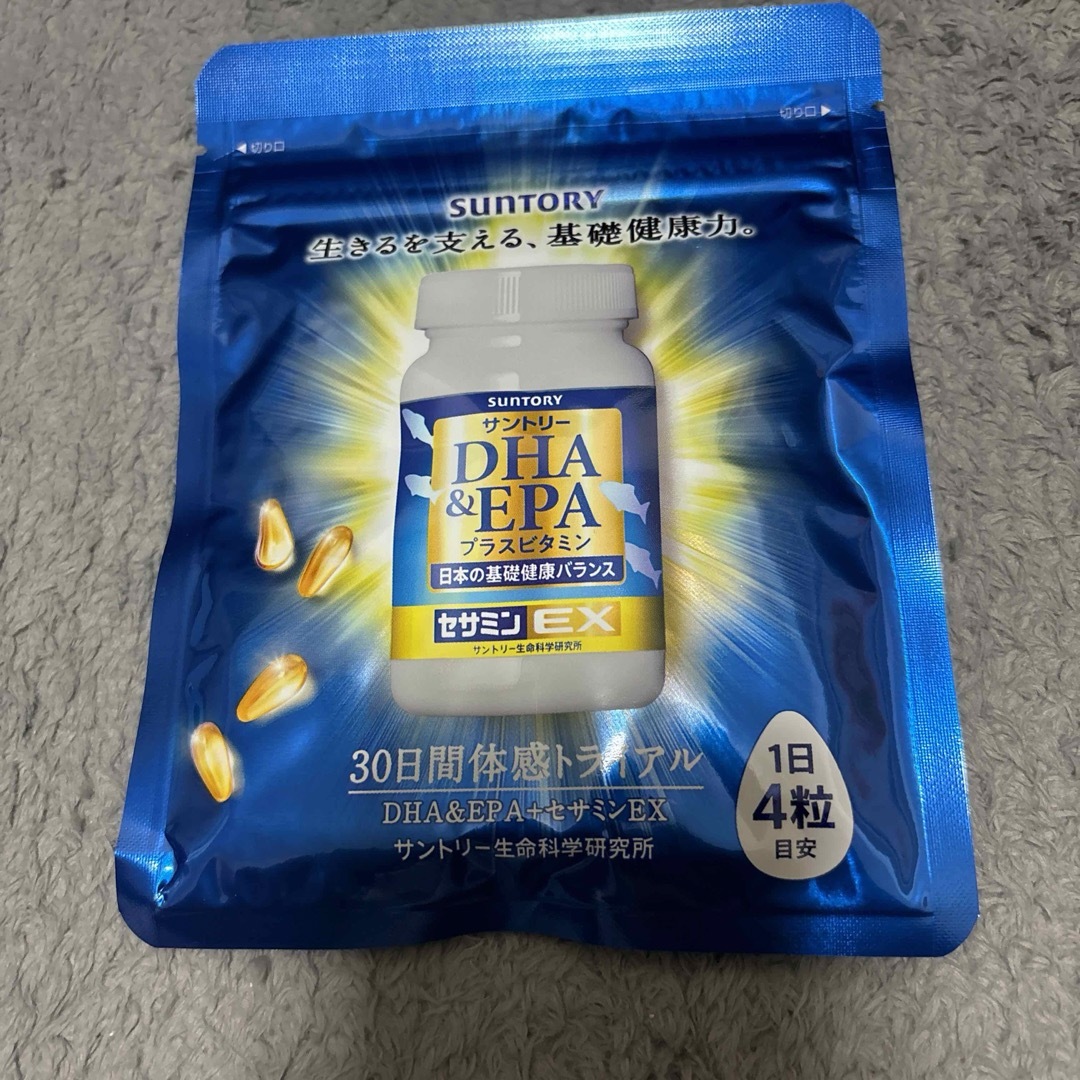 切り口 ▶
◀ 切り口
SUNTORY
生きるを支える、基礎健康力。
SUNTORY
サントリー
DHA
&EPA
プラスビタミン
日本の基礎健康バランス
セサミン EX
サントリー生命科学研究所
30日間体感トライアル
DHA&EPA+セサミンEX
サントリー生命科学研究所
1日
4粒
目安